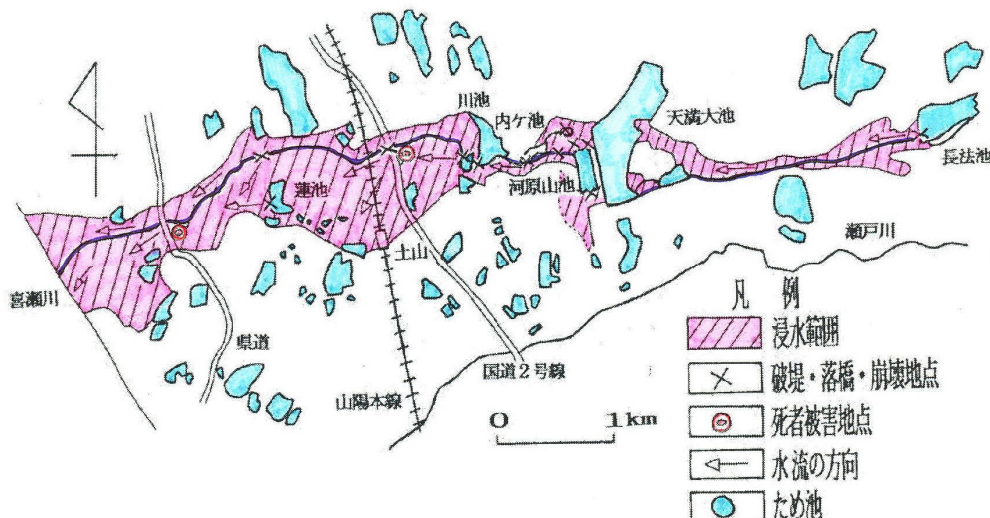 川池
内ケ池
天満大池
長法池
河原山池
蓮池
瀬戸川
土山
喜瀬川
県道
国道2号線
山陽本線
0 1km
凡 例
浸水範囲
破堤・落橋・崩壊地点
死者被害地点
水流の方向
ため池